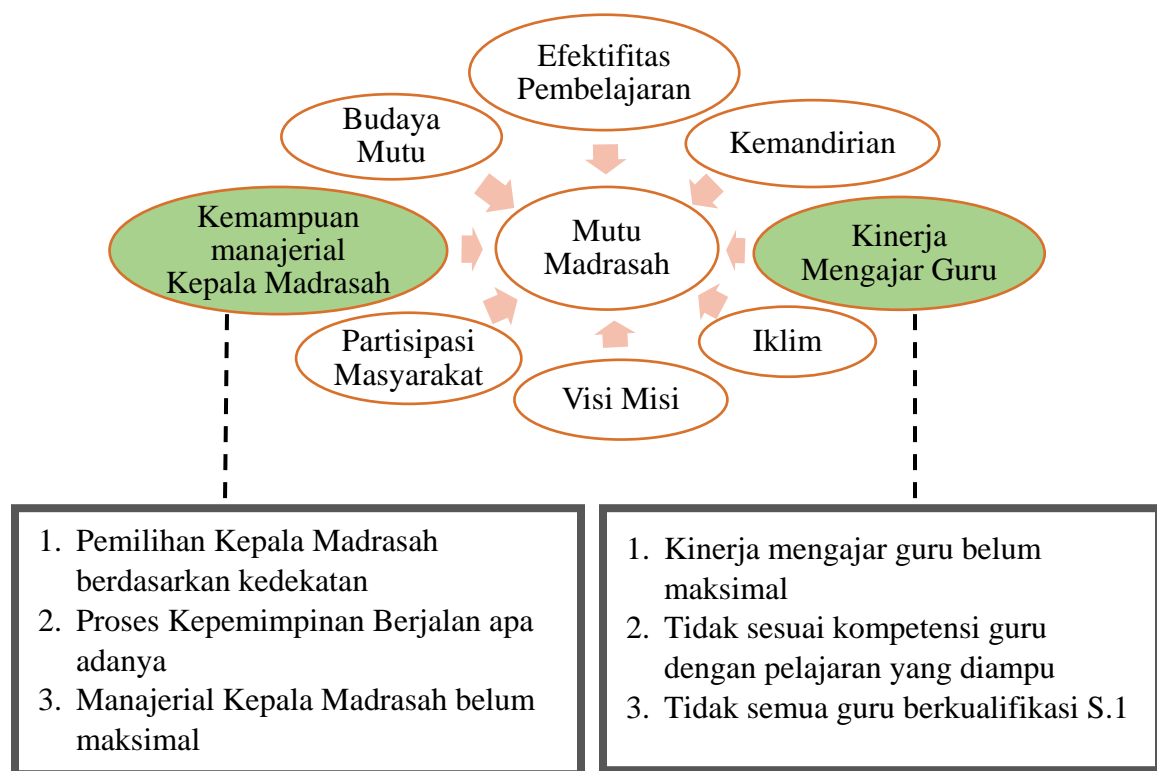 Efektifitas
Pembelajaran
Budaya
Mutu
Kemandirian
Kemampuan
manajerial
Kepala Madrasah
Mutu
Madrasah
Kinerja
Mengajar Guru
Partisipasi
Masyarakat
Visi Misi
Iklim
1. Pemilihan Kepala Madrasah
berdasarkan kedekatan
2. Proses Kepemimpinan Berjalan apa
adanya
3. Manajerial Kepala Madrasah belum
maksimal
1. Kinerja mengajar guru belum
maksimal
2. Tidak sesuai kompetensi guru
dengan pelajaran yang diampu
3. Tidak semua guru berkualifikasi S.1